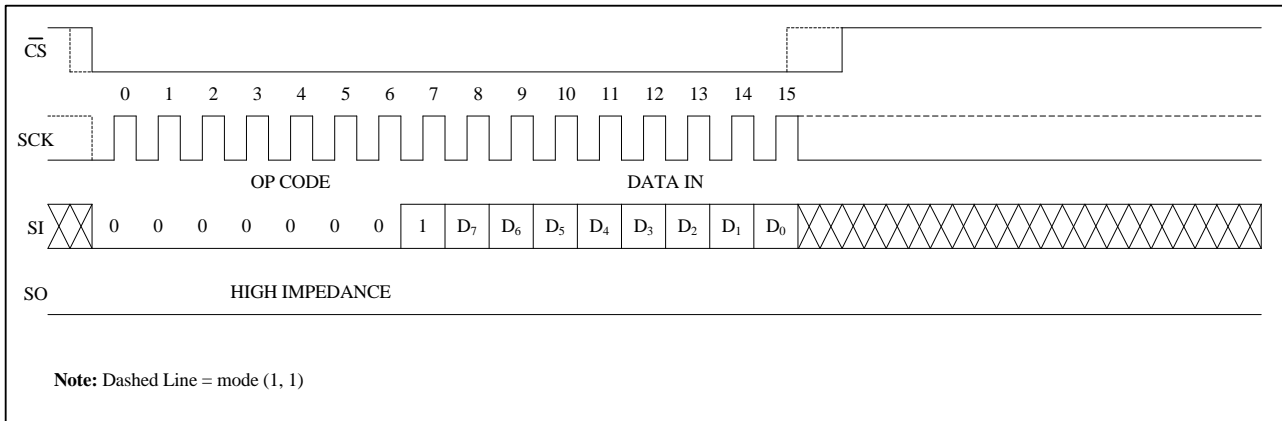 CS
0 1 2 3 4 5 6 7 8 9 10 11 12 13 14 15
SCK
OP CODE DATA IN
SI 0 0 0 0 0 0 0 1 D7 D6 D5 D4 D3 D2 D1 D0
SO HIGH IMPEDANCE
Note: Dashed Line = mode (1, 1)